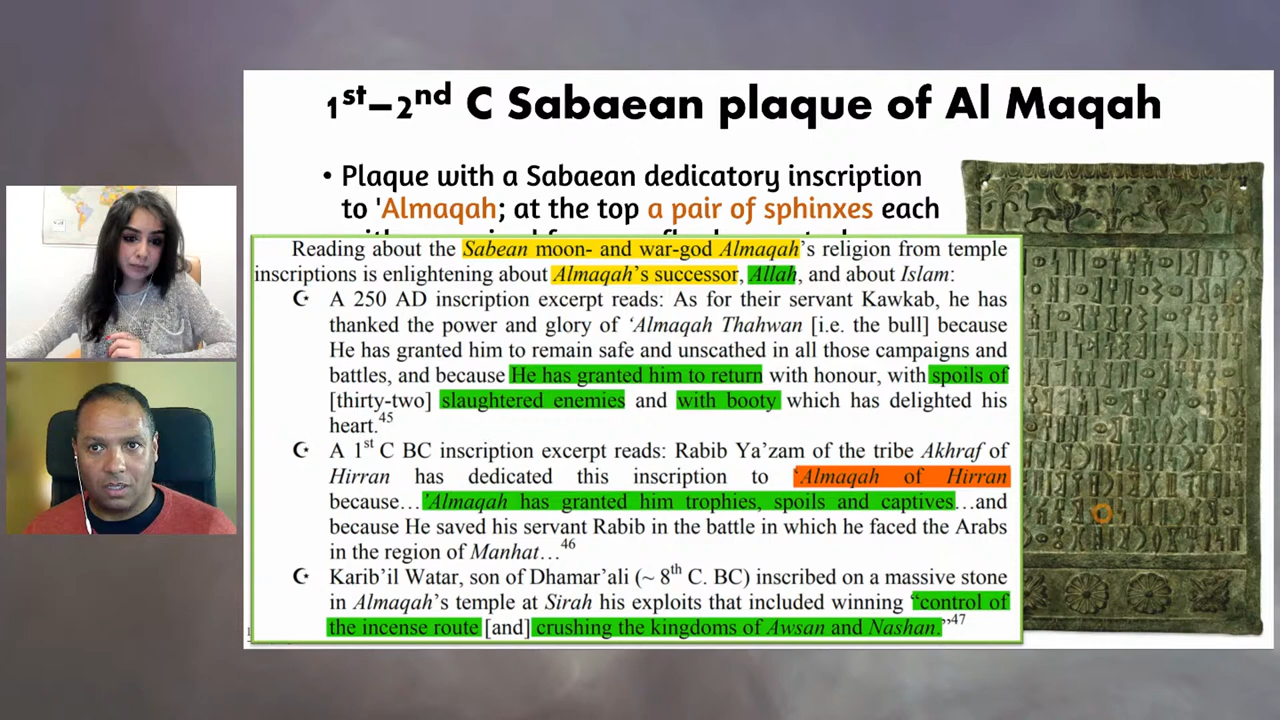 1st–2nd C Sabaean plaque of Al Maqah
• Plaque with a Sabaean dedicatory inscription
to 'Almaqah; at the top a pair of sphinxes each
Reading about the Sabean moon- and war-god Almaqah's religion from temple
inscriptions is enlightening about Almaqah's successor, Allah, and about Islam:
☪ A 250 AD inscription excerpt reads: As for their servant Kawkab, he has
thanked the power and glory of 'Almaqah Thahwan [i.e. the bull] because
He has granted him to remain safe and unscathed in all those campaigns and
battles, and because He has granted him to return with honour, with spoils of
[thirty-two] slaughtered enemies and with booty which has delighted his
heart.45
☪ A 1st C BC inscription excerpt reads: Rabib Ya'zam of the tribe Akhraf of
Hirran has dedicated this inscription to 'Almaqah of Hirran
because…'Almaqah has granted him trophies, spoils and captives…and
because He saved his servant Rabib in the battle in which he faced the Arabs
in the region of Manhat…46
☪ Karib'il Watar, son of Dhamar'ali (~ 8th C. BC) inscribed on a massive stone
in Almaqah's temple at Sirah his exploits that included winning "control of
the incense route [and] crushing the kingdoms of Awsan and Nashan."47